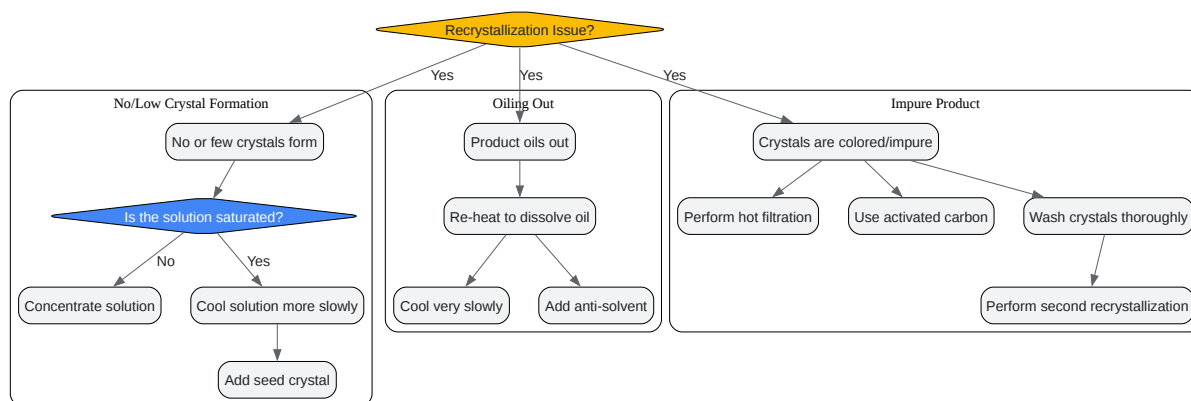 Recrystallization Issue?
Yes
Yes
Yes
No/Low Crystal Formation
Oiling Out
Impure Product
No or few crystals form
Product oils out
Crystals are colored/impure
Is the solution saturated?
Re-heat to dissolve oil
Perform hot filtration
Use activated carbon
Wash crystals thoroughly
No
Yes
Concentrate solution
Cool solution more slowly
Cool very slowly
Add anti-solvent
Perform second recrystallization
Add seed crystal